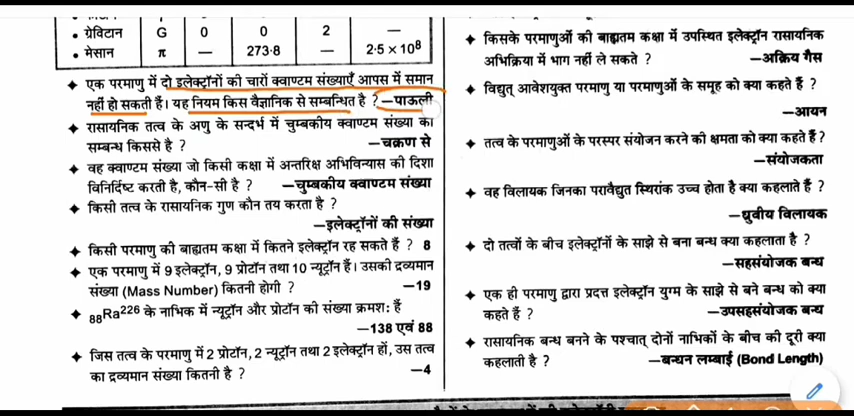 • ग्रेविटान G 0 0 2 —
• मेसान π — 273·8 — 2·5 × 10⁸
✦ एक परमाणु में दो इलेक्ट्रॉनों की चारों क्वाण्टम संख्याएँ आपस में समान
नहीं हो सकती हैं। यह नियम किस वैज्ञानिक से सम्बन्धित है ? —पाऊली
✦ रासायनिक तत्व के अणु के सन्दर्भ में चुम्बकीय क्वाण्टम संख्या का
सम्बन्ध किससे है ? —चक्रण से
✦ वह क्वाण्टम संख्या जो किसी कक्षा में अन्तरिक्ष अभिविन्यास की दिशा
विनिर्दिष्ट करती है, कौन-सी है ? —चुम्बकीय क्वाण्टम संख्या
✦ किसी तत्व के रासायनिक गुण कौन तय करता है ?
—इलेक्ट्रॉनों की संख्या
✦ किसी परमाणु की बाह्यतम कक्षा में कितने इलेक्ट्रॉन रह सकते हैं ? 8
✦ एक परमाणु में 9 इलेक्ट्रॉन, 9 प्रोटॉन तथा 10 न्यूट्रॉन हैं। उसकी द्रव्यमान
संख्या (Mass Number) कितनी होगी ? —19
✦ ₈₈Ra²²⁶ के नाभिक में न्यूट्रॉन और प्रोटॉन की संख्या क्रमश: हैं
—138 एवं 88
✦ जिस तत्व के परमाणु में 2 प्रोटॉन, 2 न्यूट्रॉन तथा 2 इलेक्ट्रॉन हों, उस तत्व
का द्रव्यमान संख्या कितनी है ? —4
✦ किसके परमाणुओं की बाह्यतम कक्षा में उपस्थित इलेक्ट्रॉन रासायनिक
अभिक्रिया में भाग नहीं ले सकते ? —अक्रिय गैस
✦ विद्युत् आवेशयुक्त परमाणु या परमाणुओं के समूह को क्या कहते हैं ?
—आयन
✦ तत्व के परमाणुओं के परस्पर संयोजन करने की क्षमता को क्या कहते हैं ?
—संयोजकता
✦ वह विलायक जिनका परावैद्युत स्थिरांक उच्च होता है क्या कहलाते हैं ?
—ध्रुवीय विलायक
✦ दो तत्वों के बीच इलेक्ट्रॉनों के साझे से बना बन्ध क्या कहलाता है ?
—सहसंयोजक बन्ध
✦ एक ही परमाणु द्वारा प्रदत्त इलेक्ट्रॉन युग्म के साझे से बने बन्ध को क्या
कहते हैं ? —उपसहसंयोजक बन्ध
✦ रासायनिक बन्ध बनने के पश्चात् दोनों नाभिकों के बीच की दूरी क्या
कहलाती है ? —बन्धन लम्बाई (Bond Length)